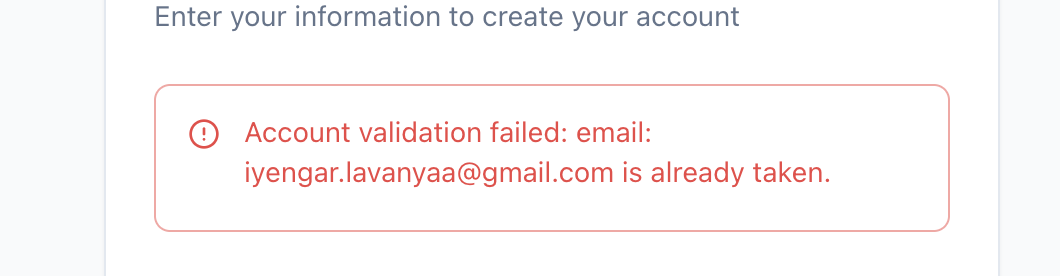 Enter your information to create your account
Account validation failed: email:
iyengar.lavanyaa@gmail.com is already taken.